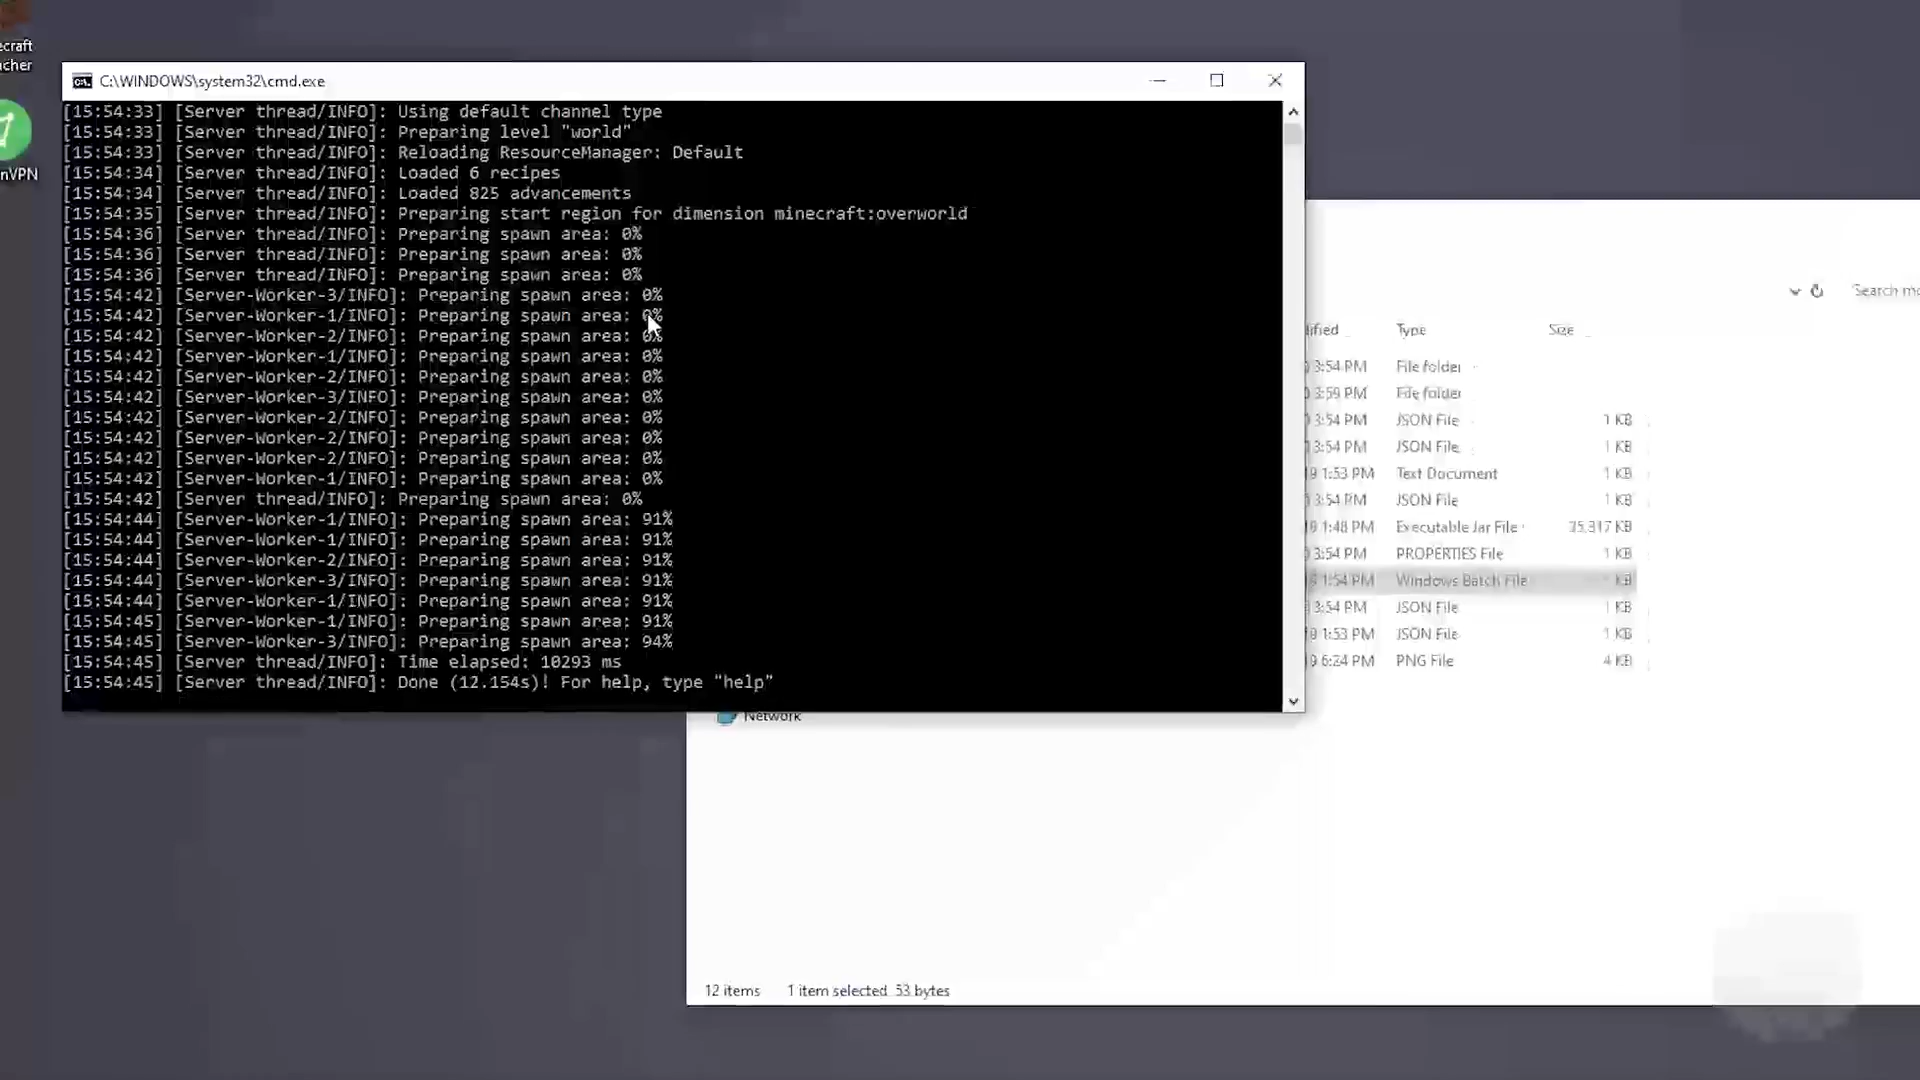 ecraft
cher
nVPN
C:\WINDOWS\system32\cmd.exe
[15:54:33] [Server thread/INFO]: Using default channel type
[15:54:33] [Server thread/INFO]: Preparing level "world"
[15:54:33] [Server thread/INFO]: Reloading ResourceManager: Default
[15:54:34] [Server thread/INFO]: Loaded 6 recipes
[15:54:34] [Server thread/INFO]: Loaded 825 advancements
[15:54:35] [Server thread/INFO]: Preparing start region for dimension minecraft:overworld
[15:54:36] [Server thread/INFO]: Preparing spawn area: 0%
[15:54:36] [Server thread/INFO]: Preparing spawn area: 0%
[15:54:36] [Server thread/INFO]: Preparing spawn area: 0%
[15:54:42] [Server-Worker-3/INFO]: Preparing spawn area: 0%
[15:54:42] [Server-Worker-1/INFO]: Preparing spawn area: 0%
[15:54:42] [Server-Worker-2/INFO]: Preparing spawn area: 0%
[15:54:42] [Server-Worker-1/INFO]: Preparing spawn area: 0%
[15:54:42] [Server-Worker-2/INFO]: Preparing spawn area: 0%
[15:54:42] [Server-Worker-3/INFO]: Preparing spawn area: 0%
[15:54:42] [Server-Worker-2/INFO]: Preparing spawn area: 0%
[15:54:42] [Server-Worker-2/INFO]: Preparing spawn area: 0%
[15:54:42] [Server-Worker-2/INFO]: Preparing spawn area: 0%
[15:54:42] [Server-Worker-1/INFO]: Preparing spawn area: 0%
[15:54:42] [Server thread/INFO]: Preparing spawn area: 0%
[15:54:44] [Server-Worker-1/INFO]: Preparing spawn area: 91%
[15:54:44] [Server-Worker-1/INFO]: Preparing spawn area: 91%
[15:54:44] [Server-Worker-2/INFO]: Preparing spawn area: 91%
[15:54:44] [Server-Worker-3/INFO]: Preparing spawn area: 91%
[15:54:44] [Server-Worker-1/INFO]: Preparing spawn area: 91%
[15:54:45] [Server-Worker-1/INFO]: Preparing spawn area: 91%
[15:54:45] [Server-Worker-3/INFO]: Preparing spawn area: 94%
[15:54:45] [Server thread/INFO]: Time elapsed: 10293 ms
[15:54:45] [Server thread/INFO]: Done (12.154s)! For help, type "help"
Search mo
ified Type Size
3:54 PM File folder
3:59 PM File folder
3:54 PM JSON File 1 KB
3:54 PM JSON File 1 KB
9 1:53 PM Text Document 1 KB
3:54 PM JSON File 1 KB
9 1:48 PM Executable Jar File 35,317 KB
3:54 PM PROPERTIES File 1 KB
9 1:54 PM Windows Batch File KB
3:54 PM JSON File 1 KB
9 1:53 PM JSON File 1 KB
9 6:24 PM PNG File 4 KB
Network
12 items 1 item selected 53 bytes